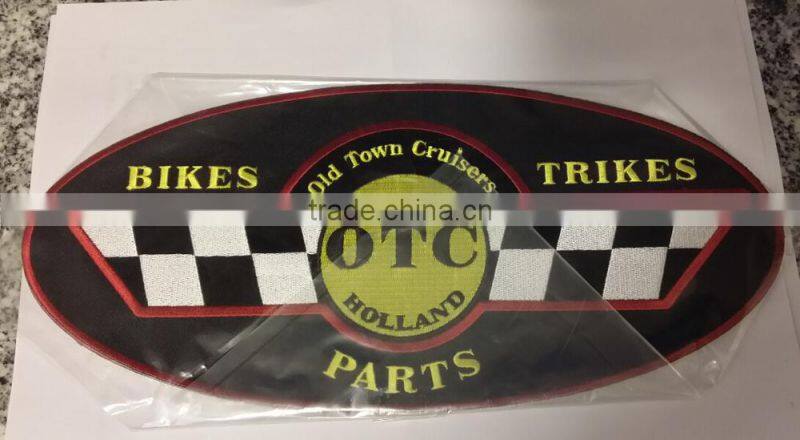 BIKES
TRIKES
Old Town Cruisers
OTC
HOLLAND
PARTS
trade.china.cn